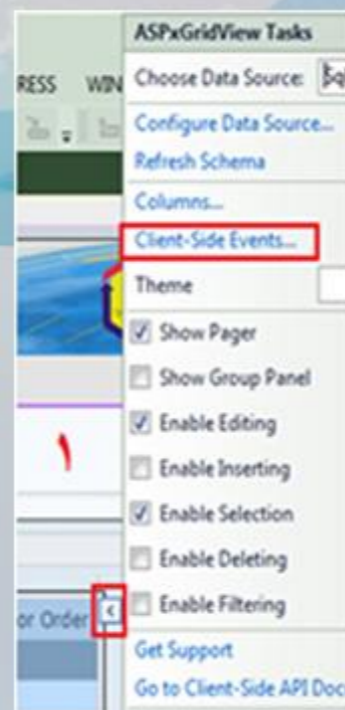 ASPxGridView Tasks
RESS WIN
Choose Data Source: Sq
Configure Data Source...
Refresh Schema
Columns...
Client-Side Events...
Theme
Show Pager
Show Group Panel
Enable Editing
۱
Enable Inserting
Enable Selection
Enable Deleting
Enable Filtering
or Order
Get Support
Go to Client-Side API Doc